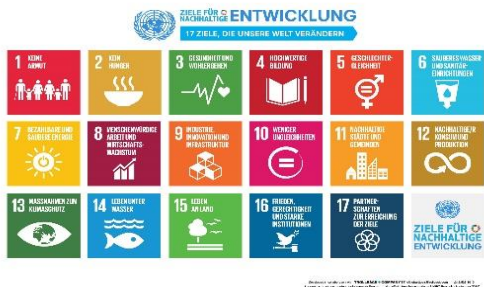 ZIELE FÜR
NACHHALTIGE
ENTWICKLUNG
17 ZIELE, DIE UNSERE WELT VERÄNDERN
1 KEINE
ARMUT
2 KEIN
HUNGER
3 GESUNDHEIT UND
WOHLERGEHEN
4 HOCHWERTIGE
BILDUNG
5 GESCHLECHTER-
GLEICHHEIT
6 SAUBERES WASSER
UND SANITÄR-
EINRICHTUNGEN
7 BEZAHLBARE UND
SAUBERE ENERGIE
8 MENSCHENWÜRDIGE
ARBEIT UND
WIRTSCHAFTS-
WACHSTUM
9 INDUSTRIE,
INNOVATION UND
INFRASTRUKTUR
10 WENIGER
UNGLEICHHEITEN
11 NACHHALTIGE
STÄDTE UND
GEMEINDEN
12 NACHHALTIGE/R
KONSUM UND
PRODUKTION
13 MASSNAHMEN ZUM
KLIMASCHUTZ
14 LEBEN UNTER
WASSER
15 LEBEN
AN LAND
16 FRIEDEN,
GERECHTIGKEIT
UND STARKE
INSTITUTIONEN
17 PARTNER-
SCHAFTEN
ZUR ERREICHUNG
DER ZIELE
ZIELE FÜR
NACHHALTIGE
ENTWICKLUNG